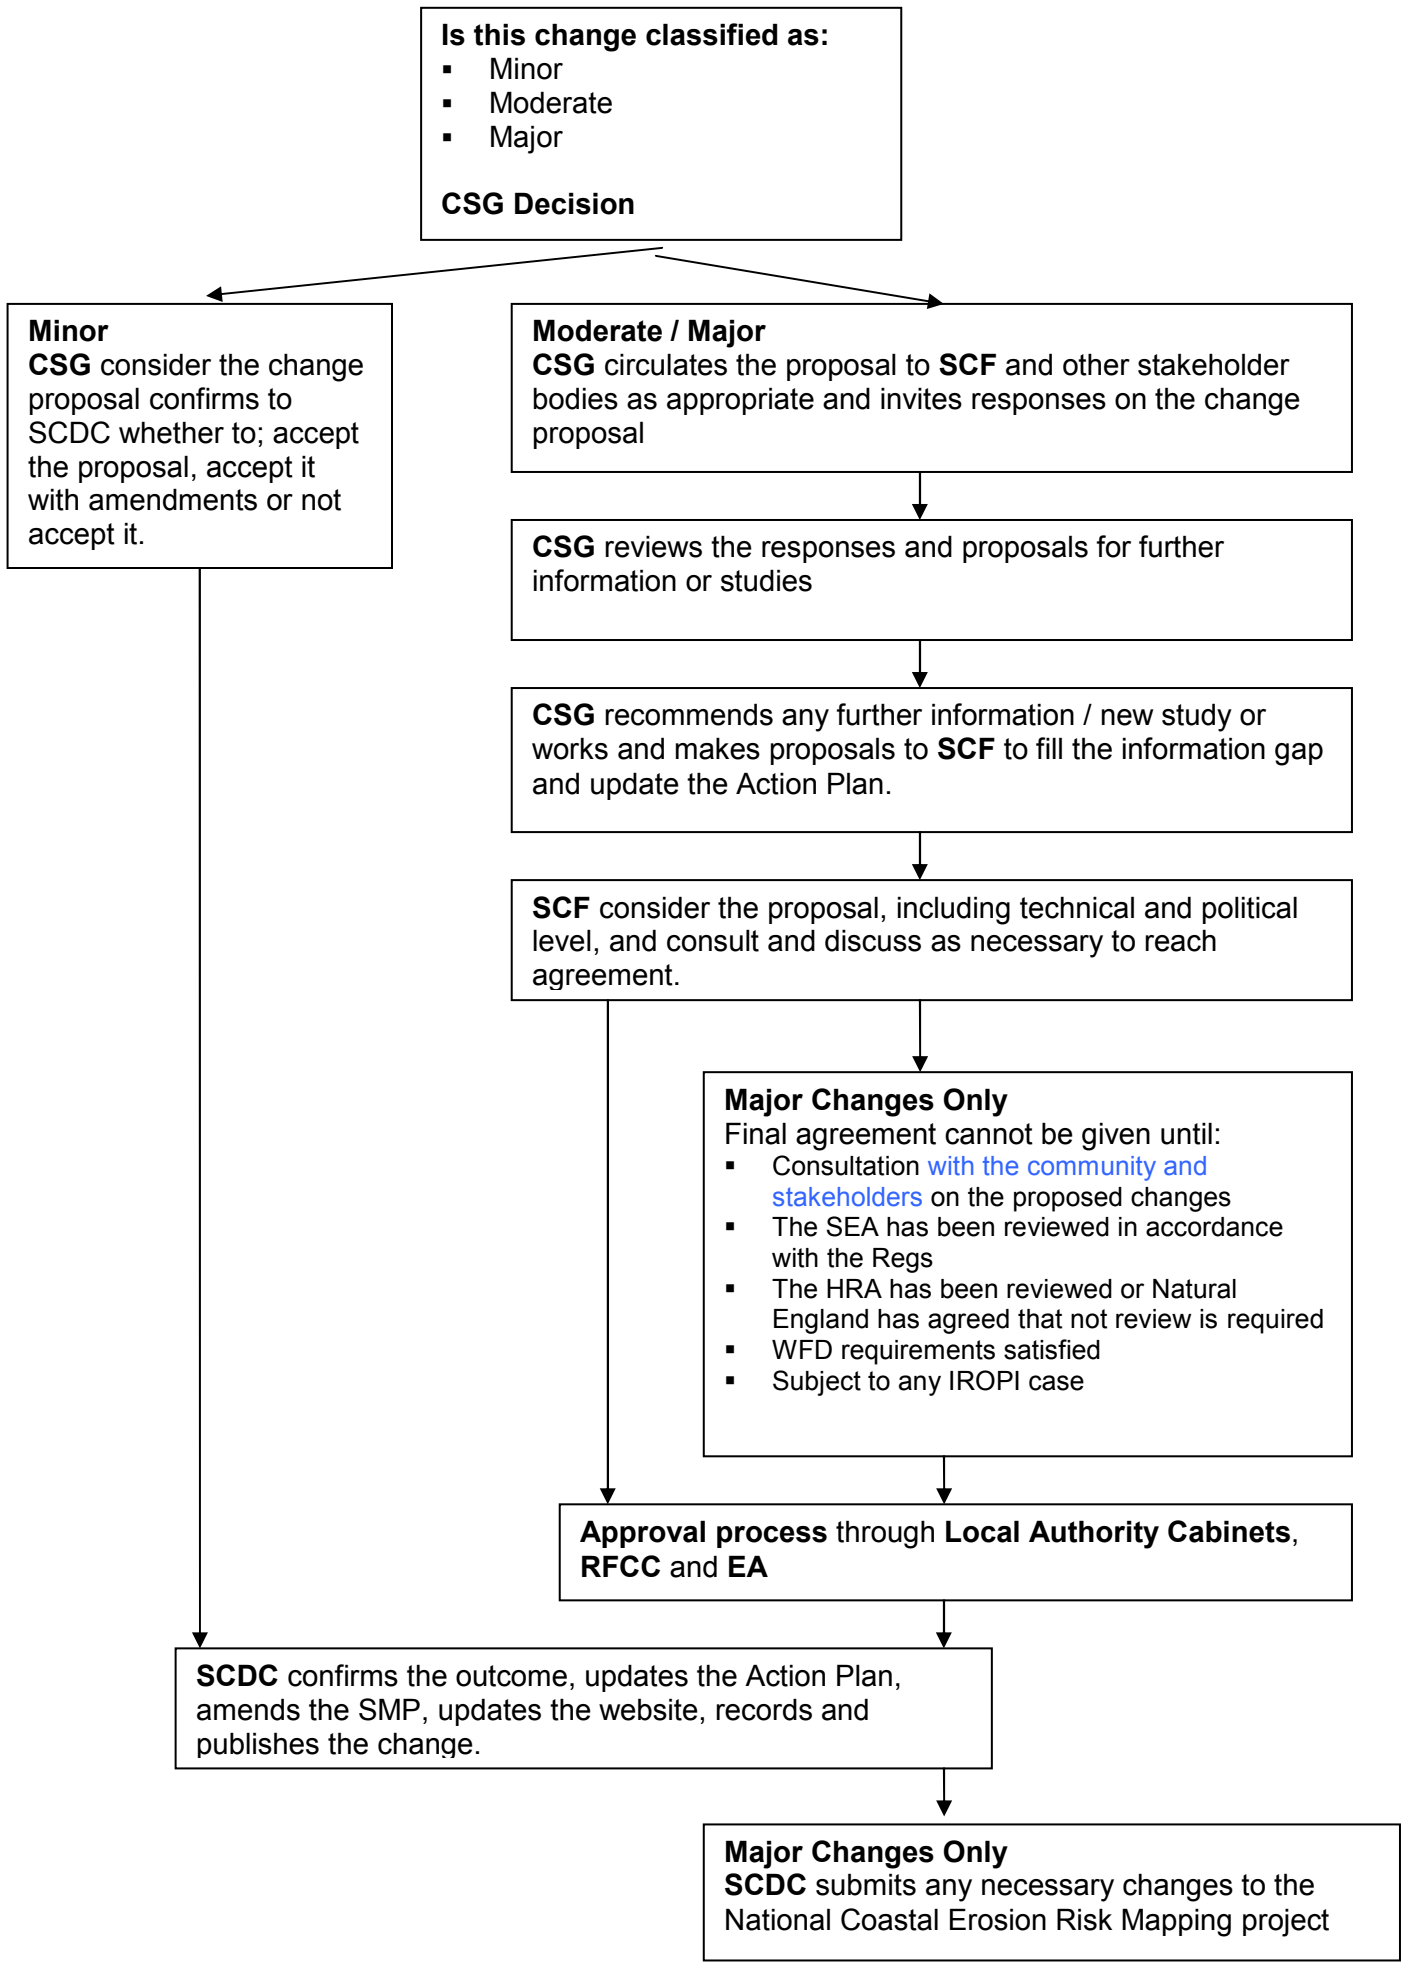 Is this change classified as:
▪ Minor
▪ Moderate
▪ Major
CSG Decision
Minor
CSG consider the change
proposal confirms to
SCDC whether to; accept
the proposal, accept it
with amendments or not
accept it.
Moderate / Major
CSG circulates the proposal to SCF and other stakeholder
bodies as appropriate and invites responses on the change
proposal
CSG reviews the responses and proposals for further
information or studies
CSG recommends any further information / new study or
works and makes proposals to SCF to fill the information gap
and update the Action Plan.
SCF consider the proposal, including technical and political
level, and consult and discuss as necessary to reach
agreement.
Major Changes Only
Final agreement cannot be given until:
▪ Consultation with the community and
stakeholders on the proposed changes
▪ The SEA has been reviewed in accordance
with the Regs
▪ The HRA has been reviewed or Natural
England has agreed that not review is required
▪ WFD requirements satisfied
▪ Subject to any IROPI case
Approval process through Local Authority Cabinets,
RFCC and EA
SCDC confirms the outcome, updates the Action Plan,
amends the SMP, updates the website, records and
publishes the change.
Major Changes Only
SCDC submits any necessary changes to the
National Coastal Erosion Risk Mapping project